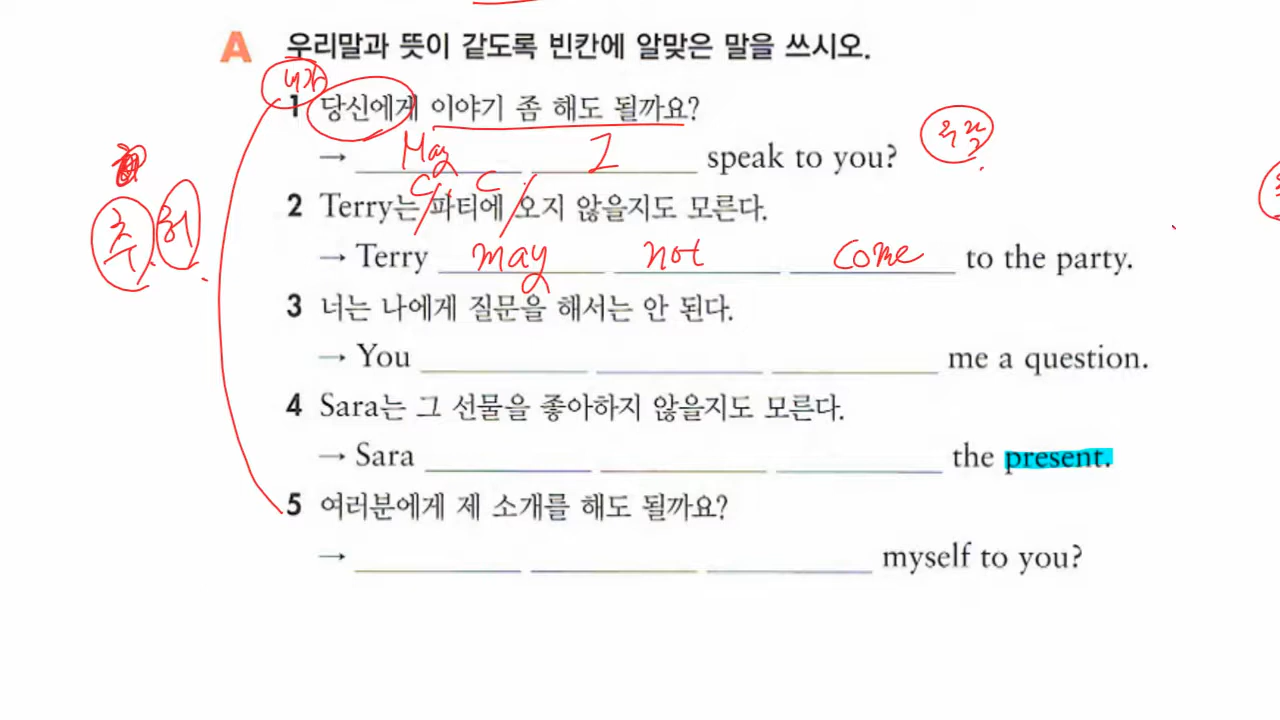 A 우리말과 뜻이 같도록 빈칸에 알맞은 말을 쓰시오.
내가
1 당신에게 이야기 좀 해도 될까요?
→ May I speak to you?
2 Terry는 파티에 오지 않을지도 모른다.
추 허
→ Terry may not come to the party.
3 너는 나에게 질문을 해서는 안 된다.
→ You me a question.
4 Sara는 그 선물을 좋아하지 않을지도 모른다.
→ Sara the present.
5 여러분에게 제 소개를 해도 될까요?
→ myself to you?